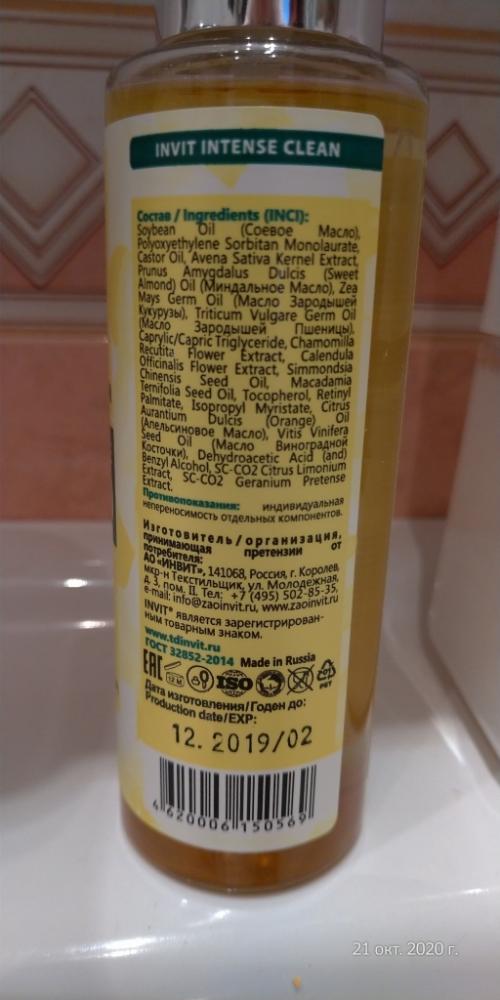 INVIT INTENSE CLEAN
Состав / Ingredients (INCI):
Soybean Oil (Соевое Масло),
Polyoxyethylene Sorbitan Monolaurate,
Castor Oil, Avena Sativa Kernel Extract,
Prunus Amygdalus Dulcis (Sweet
Almond) Oil (Миндальное Масло), Zea
Mays Germ Oil (Масло Зародышей
Кукурузы), Triticum Vulgare Germ Oil
(Масло Зародышей Пшеницы),
Caprylic/Capric Triglyceride, Chamomilla
Recutita Flower Extract, Calendula
Officinalis Flower Extract, Simmondsia
Chinensis Seed Oil, Macadamia
Ternifolia Seed Oil, Tocopherol, Retinyl
Palmitate, Isopropyl Myristate, Citrus
Aurantium Dulcis (Orange) Oil
(Апельсиновое Масло), Vitis Vinifera
Seed Oil (Масло Виноградной
Косточки), Dehydroacetic Acid (and)
Benzyl Alcohol, SC-CO2 Citrus Limonium
Extract, SC-CO2 Geranium Pretense
Extract.
Противопоказания: индивидуальная
непереносимость отдельных компонентов.
Изготовитель/организация,
принимающая претензии от
потребителя:
АО «ИНВИТ», 141068, Россия, г. Королев,
мкр-н Текстильщик, ул. Молодежная,
д. 3, пом. II. Тел: +7 (495) 502-85-35,
e-mail: info@zaoinvit.ru, www.zaoinvit.ru
INVIT® является зарегистрирован-
ным товарным знаком.
www.tdinvit.ru
ГОСТ 32852-2014 Made in Russia
EAC 12 M ISO PET
Дата изготовления/Годен до:
Production date/EXP:
12.2019/02
4 620006 150569
21 окт. 2020 г.